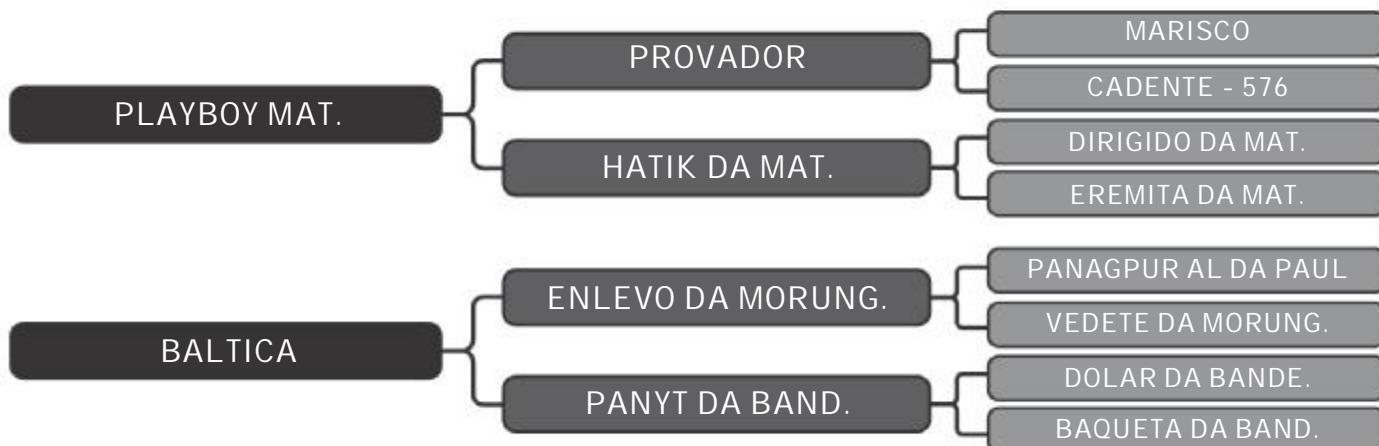 PLAYBOY MAT.
PROVADOR
MARISCO
CADENTE - 576
HATIK DA MAT.
DIRIGIDO DA MAT.
EREMITA DA MAT.
BALTICA
ENLEVO DA MORUNG.
PANAGPUR AL DA PAUL
VEDETE DA MORUNG.
PANYT DA BAND.
DOLAR DA BANDE.
BAQUETA DA BAND.